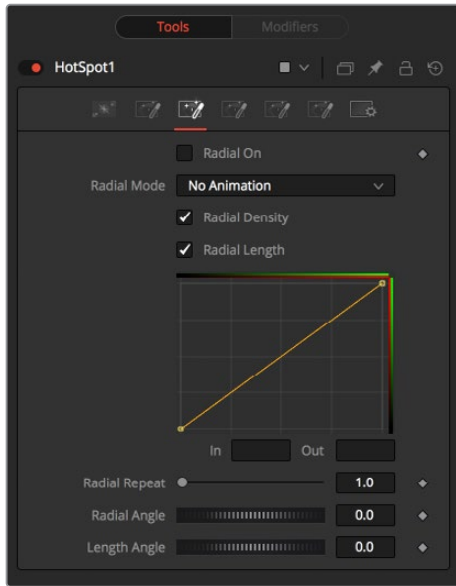 Tools Modifiers
HotSpot1
Radial On
Radial Mode No Animation
Radial Density
Radial Length
In Out
Radial Repeat 1.0
Radial Angle 0.0
Length Angle 0.0